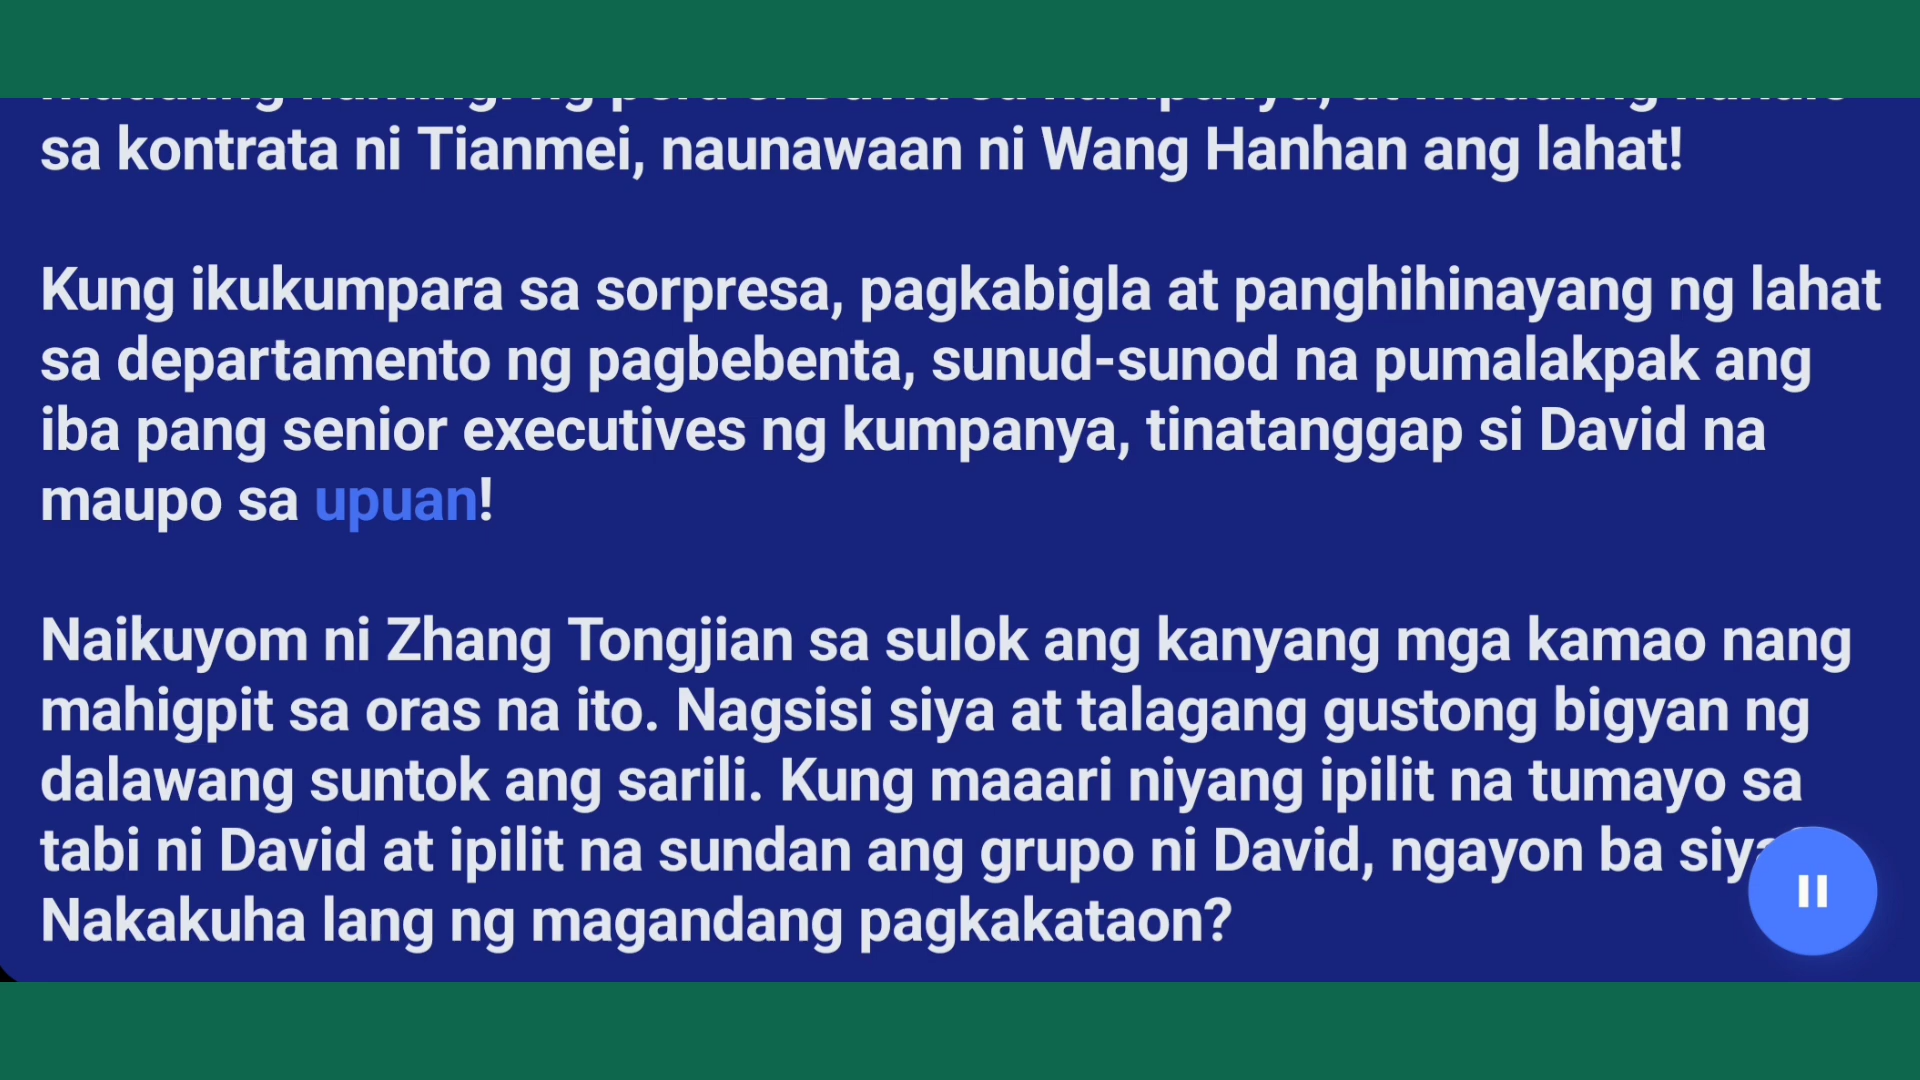 sa kontrata ni Tianmei, naunawaan ni Wang Hanhan ang lahat!
Kung ikukumpara sa sorpresa, pagkabigla at panghihinayang ng lahat
sa departamento ng pagbebenta, sunud-sunod na pumalakpak ang
iba pang senior executives ng kumpanya, tinatanggap si David na
maupo sa upuan!
Naikuyom ni Zhang Tongjian sa sulok ang kanyang mga kamao nang
mahigpit sa oras na ito. Nagsisi siya at talagang gustong bigyan ng
dalawang suntok ang sarili. Kung maaari niyang ipilit na tumayo sa
tabi ni David at ipilit na sundan ang grupo ni David, ngayon ba
Nakakuha lang ng magandang pagkakataon?